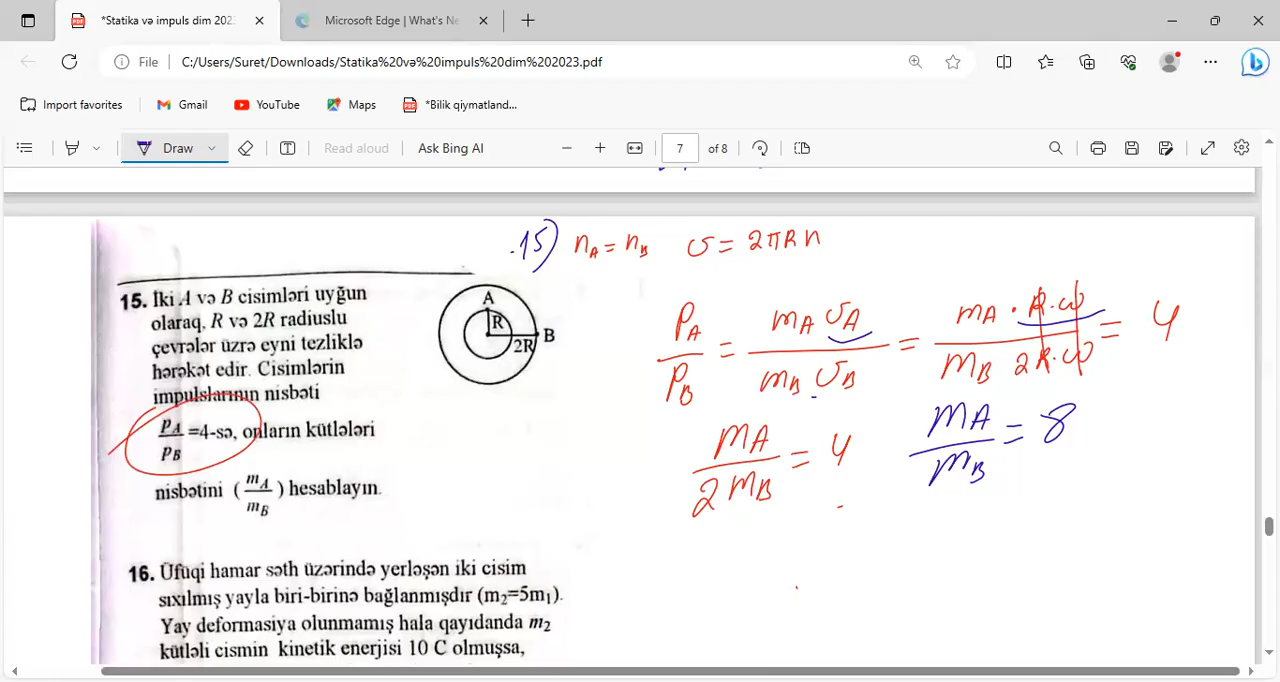 *Statika və impuls dim 202
Microsoft Edge | What's Ne
File
C:/Users/Suret/Downloads/Statika%20və%20impuls%20dim%202023.pdf
Import favorites
Gmail
YouTube
Maps
*Bilik qiymatland...
Draw
Read aloud
Ask Bing AI
7 of 8
.15) nA = nB υ = 2πRn
15. İki A və B cisimləri uyğun
olaraq, R və 2R radiuslu
çevrələr üzrə eyni tezliklə
hərəkət edir. Cisimlərin
impulslarının nisbəti
pA/pB =4-sə, onların kütlələri
nisbətini (mA/mB) hesablayın.
A
R
B
2R
PA/PB = mA υA/mB υB = mA · R·ω/mB 2R·ω = 4
mA/2mB = 4
mA/mB = 8
16. Üfüqi hamar səth üzərində yerləşən iki cisim
sıxılmış yayla biri-birinə bağlanmışdır (m2=5m1).
Yay deformasiya olunmamış hala qayıdanda m2
kütləli cismin kinetik enerjisi 10 C olmuşsa,